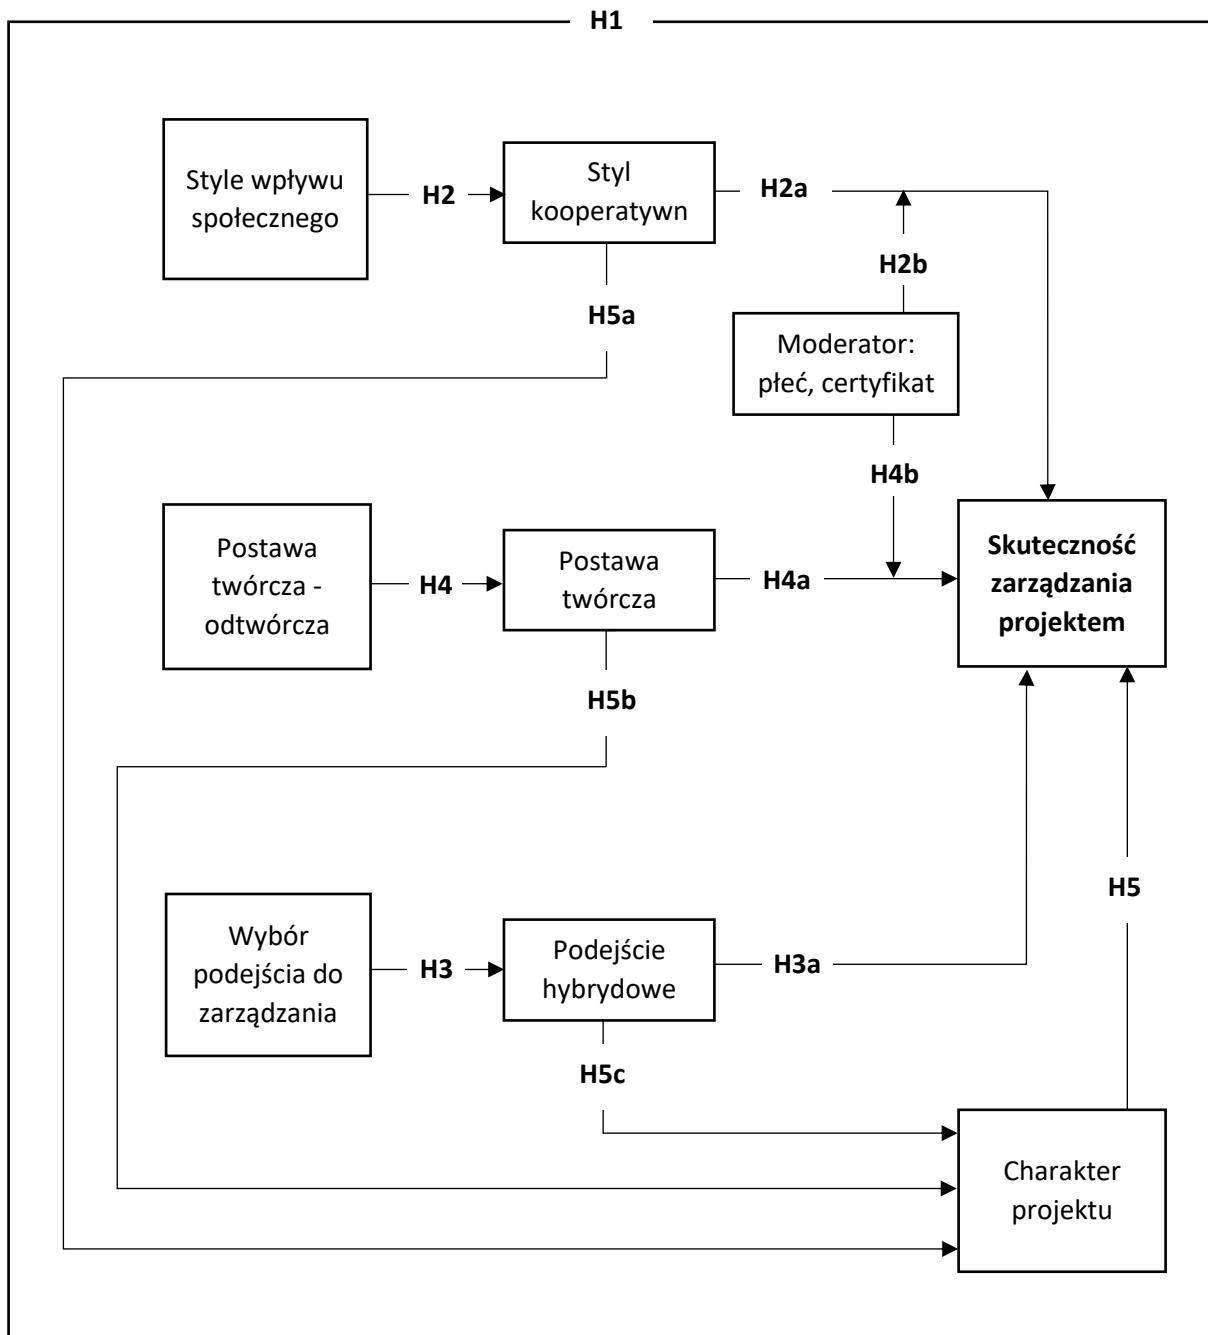 H1
Style wpływu
społecznego
H2
Styl
kooperatywn
H2a
H2b
H5a
Moderator:
płeć, certyfikat
H4b
Postawa
twórcza -
odtwórcza
H4
Postawa
twórcza
H4a
Skuteczność
zarządzania
projektem
H5b
H5
Wybór
podejścia do
zarządzania
H3
Podejście
hybrydowe
H3a
H5c
Charakter
projektu